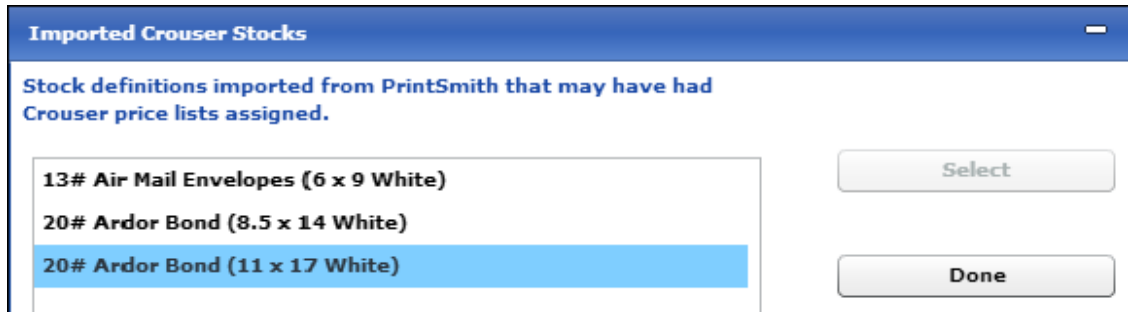 Imported Crouser Stocks
Stock definitions imported from PrintSmith that may have had
Crouser price lists assigned.
13# Air Mail Envelopes (6 x 9 White)
Select
20# Ardor Bond (8.5 x 14 White)
20# Ardor Bond (11 x 17 White)
Done